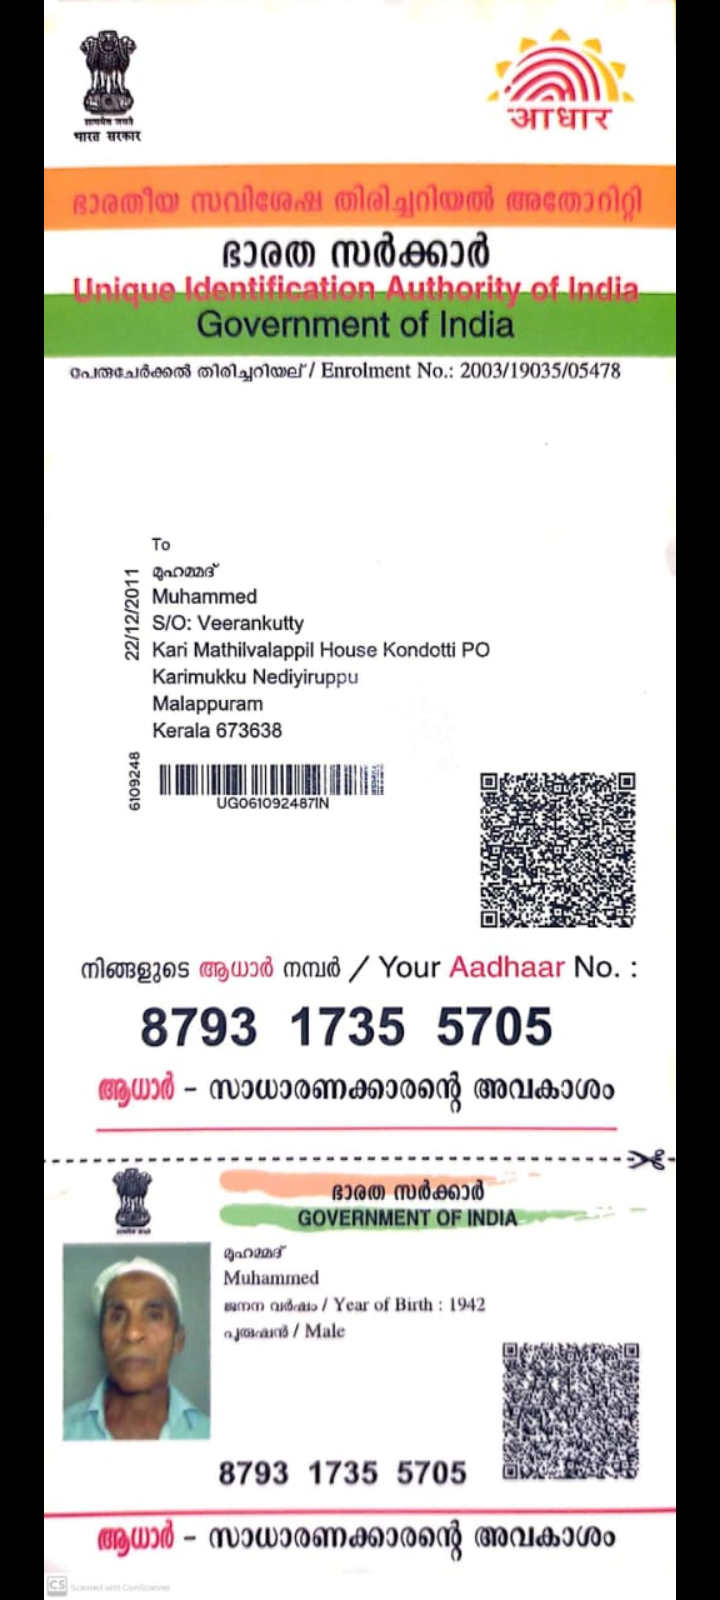 सत्यमेव जयते
भारत सरकार
आधार
ഭാരതീയ സവിശേഷ തിരിച്ചറിയൽ അതോറിറ്റി
ഭാരത സർക്കാർ
Unique Identification Authority of India
Government of India
പേരുചേർക്കൽ തിരിച്ചറിയല് / Enrolment No.: 2003/19035/05478
To
മുഹമ്മദ്
Muhammed
S/O: Veerankutty
Kari Mathilvalappil House Kondotti PO
Karimukku Nediyiruppu
Malappuram
Kerala 673638
22/12/2011
6109248
UG061092487IN
നിങ്ങളുടെ ആധാർ നമ്പർ / Your Aadhaar No. :
8793 1735 5705
ആധാർ – സാധാരണക്കാരന്റെ അവകാശം
ഭാരത സർക്കാർ
GOVERNMENT OF INDIA
മുഹമ്മദ്
Muhammed
ജനന വർഷം / Year of Birth : 1942
പുരുഷൻ / Male
8793 1735 5705
ആധാർ – സാധാരണക്കാരന്റെ അവകാശം
CS Scanned with CamScanner